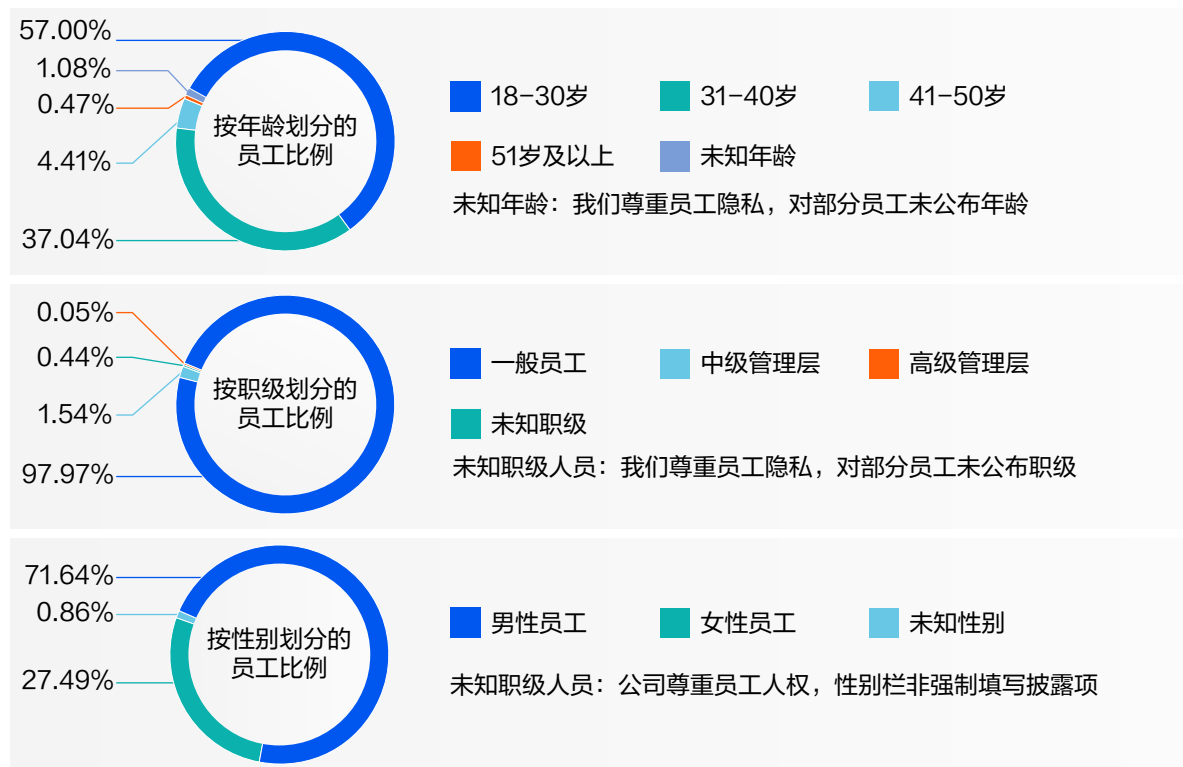 57.00%
1.08%
0.47%
4.41%
37.04%
按年龄划分的
员工比例
18-30岁
31-40岁
41-50岁
51岁及以上
未知年龄
未知年龄：我们尊重员工隐私，对部分员工未公布年龄
0.05%
0.44%
1.54%
97.97%
按职级划分的
员工比例
一般员工
中级管理层
高级管理层
未知职级
未知职级人员：我们尊重员工隐私，对部分员工未公布职级
71.64%
0.86%
27.49%
按性别划分的
员工比例
男性员工
女性员工
未知性别
未知职级人员：公司尊重员工人权，性别栏非强制填写披露项